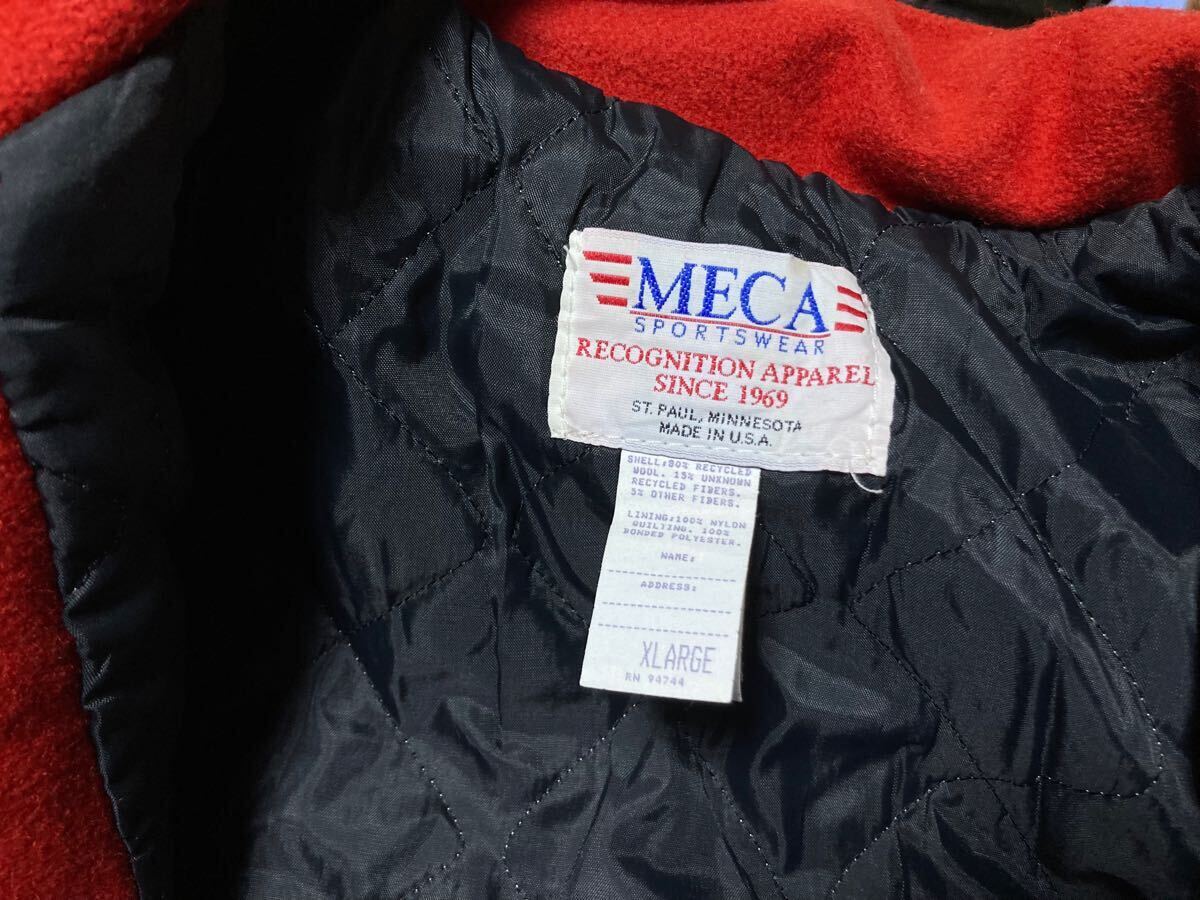 MECA
SPORTSWEAR
RECOGNITION APPAREL
SINCE 1969
ST. PAUL, MINNESOTA
MADE IN U.S.A.
SHELL:80% RECYCLED
WOOL. 15% UNKNOWN
RECYCLED FIBERS.
5% OTHER FIBERS.
LINING:100% NYLON
QUILTING. 100%
BONDED POLYESTER.
NAME:
ADDRESS:
XLARGE
RN 94744